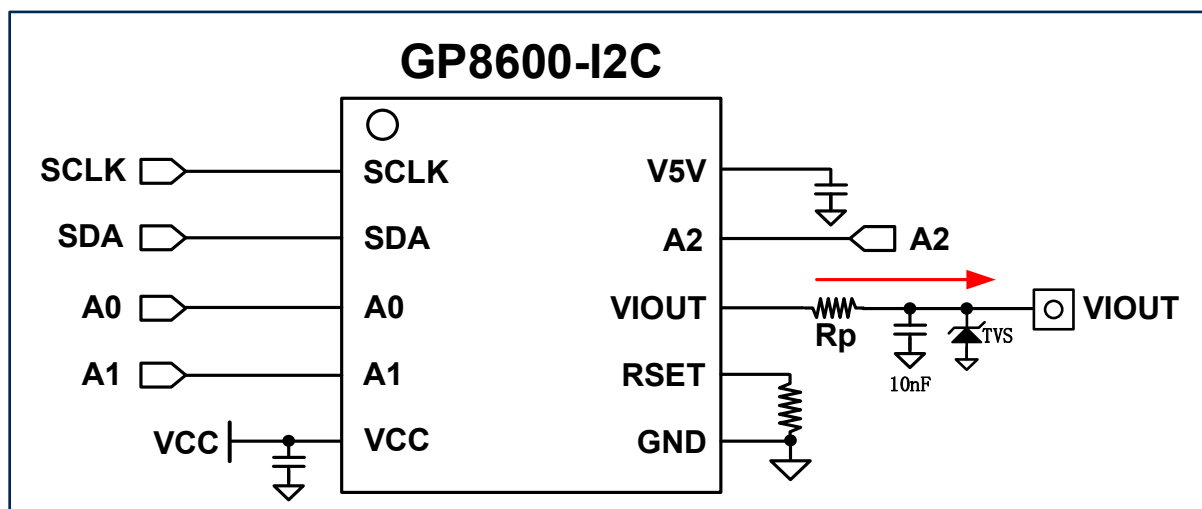 GP8600-I2C
SCLK
SCLK
V5V
SDA
SDA
A2
A2
A0
A0
VIOUT
Rp
TVS
VIOUT
10nF
A1
A1
RSET
VCC
VCC
GND